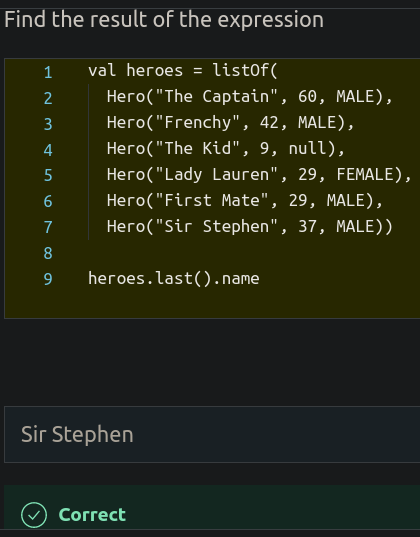 Find the result of the expression
1 val heroes = listOf(
2 Hero("The Captain", 60, MALE),
3 Hero("Frenchy", 42, MALE),
4 Hero("The Kid", 9, null),
5 Hero("Lady Lauren", 29, FEMALE),
6 Hero("First Mate", 29, MALE),
7 Hero("Sir Stephen", 37, MALE))
8
9 heroes.last().name
Sir Stephen
Correct